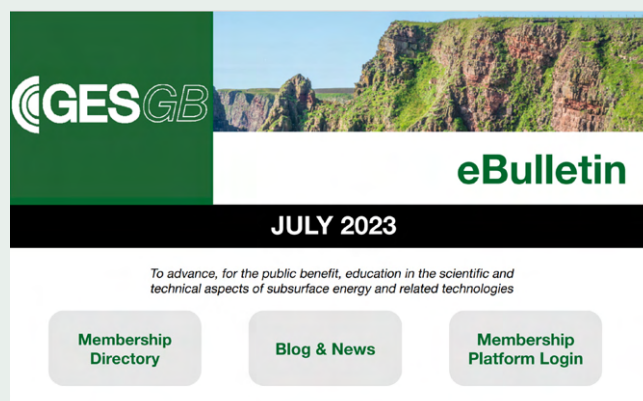 GESGB
eBulletin
JULY 2023
To advance, for the public benefit, education in the scientific and
technical aspects of subsurface energy and related technologies
Membership
Directory
Blog & News
Membership
Platform Login